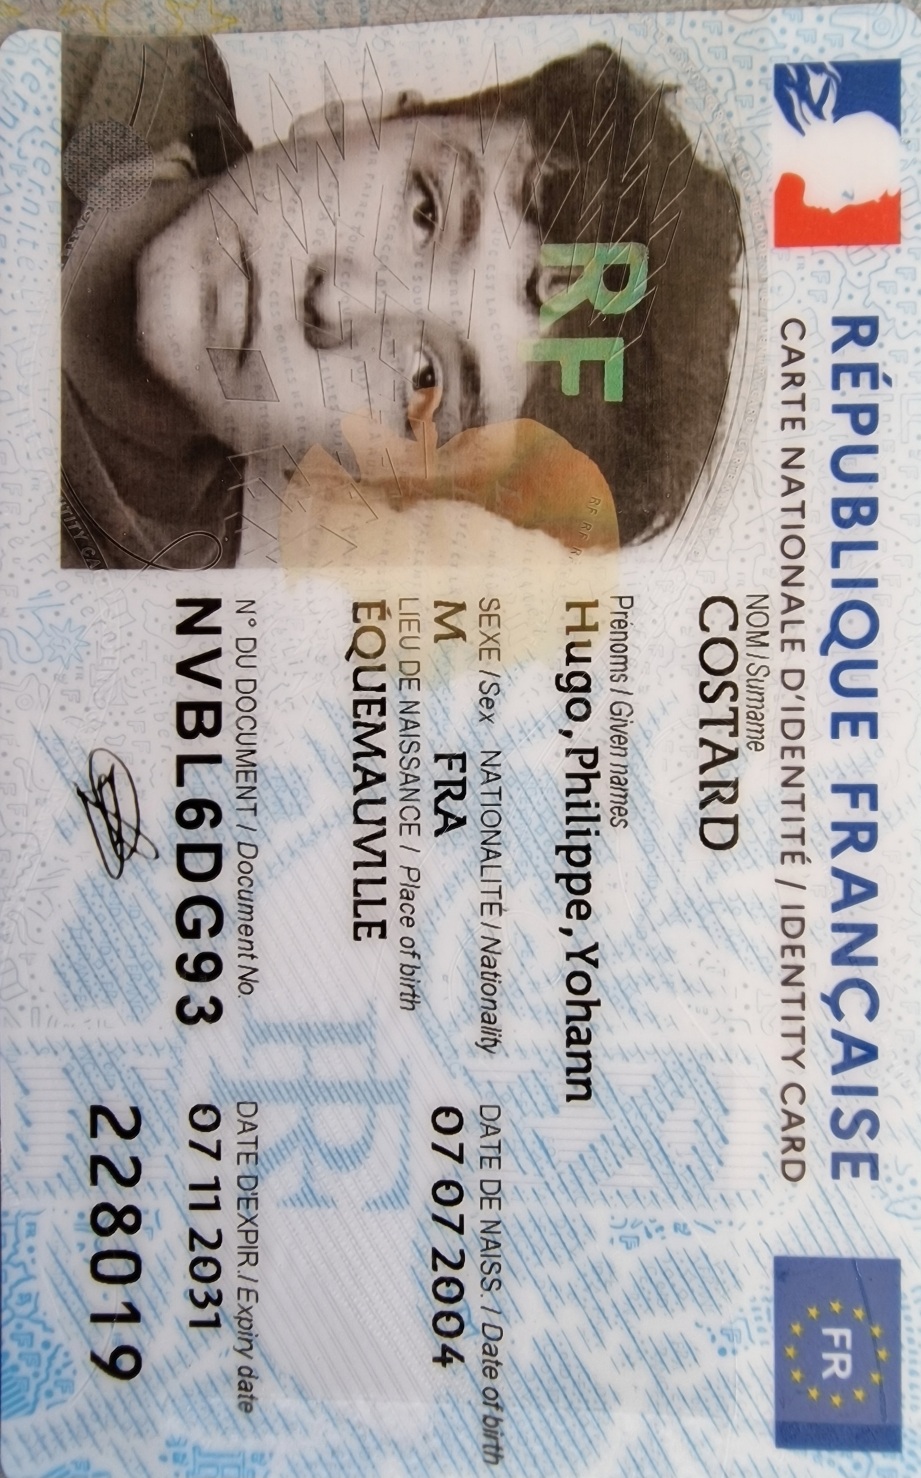 RÉPUBLIQUE FRANÇAISE
FR
CARTE NATIONALE D'IDENTITÉ / IDENTITY CARD
NOM / Surname
COSTARD
Prénoms / Given names
Hugo, Philippe, Yohann
SEXE / Sex NATIONALITÉ / Nationality DATE DE NAISS. / Date of birth
M FRA 07 07 2004
LIEU DE NAISSANCE / Place of birth
ÉQUEMAUVILLE
N° DU DOCUMENT / Document No. DATE D'EXPIR. / Expiry date
NVBL6DG93 07 11 2031
228019
RF